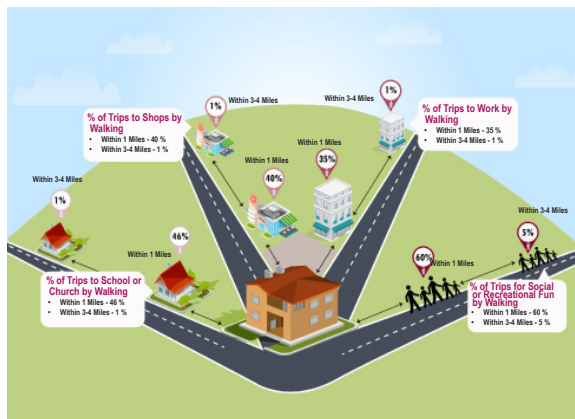 1%
Within 3-4 Miles
Within 3-4 Miles
1%
% of Trips to Shops by
Walking
• Within 1 Miles - 40 %
• Within 3-4 Miles - 1 %
% of Trips to Work by
Walking
• Within 1 Miles - 35 %
• Within 3-4 Miles - 1 %
Within 1 Miles
40%
35%
Within 1 Miles
Within 3-4 Miles
1%
46%
Within 1 Miles
Within 3-4 Miles
5%
60%
Within 1 Miles
% of Trips to School or
Church by Walking
• Within 1 Miles - 46 %
• Within 3-4 Miles - 1 %
% of Trips for Social
or Recreational Fun
by Walking
• Within 1 Miles - 60 %
• Within 3-4 Miles - 5 %